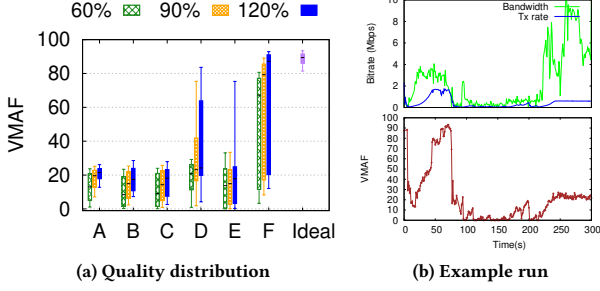 60% 90% 120%
VMAF
100
80
60
40
20
0
A B C D E F Ideal
(a) Quality distribution
Bitrate (Mbps)
10
8
6
4
2
0
Bandwidth
Tx rate
VMAF
100
90
80
70
60
50
40
30
20
10
0
0 50 100 150 200 250 300
Time(s)
(b) Example run